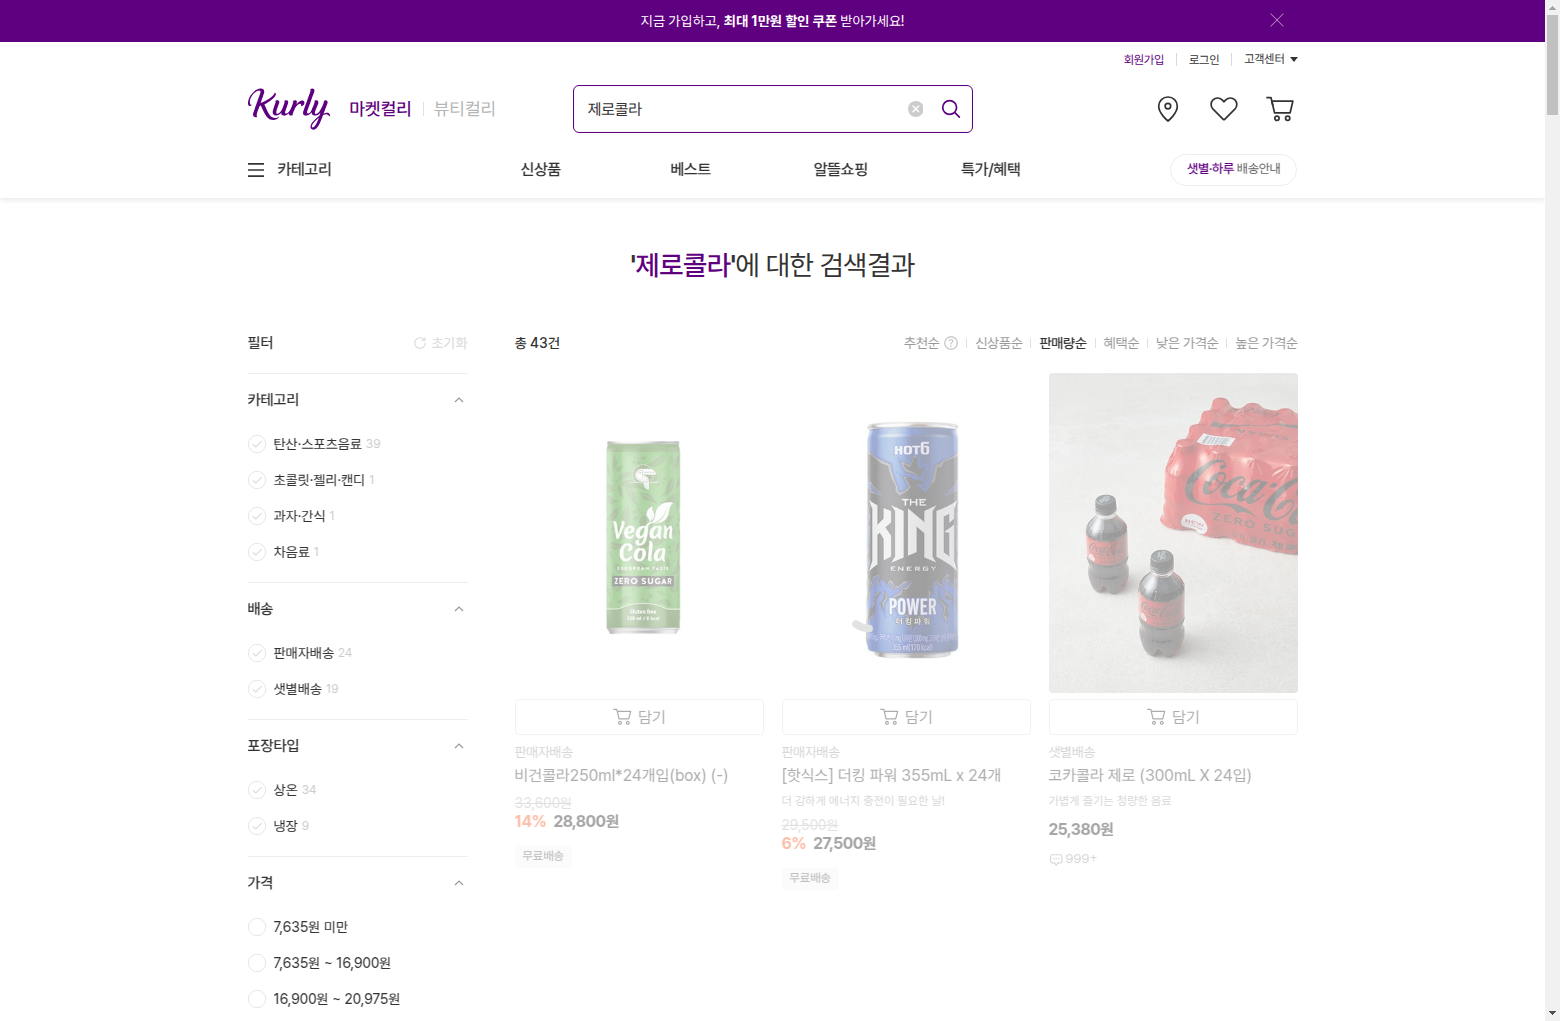 지금 가입하고, 최대 1만원 할인 쿠폰 받아가세요!
회원가입 로그인 고객센터
Kurly 마켓컬리 뷰티컬리 제로콜라
카테고리 신상품 베스트 알뜰쇼핑 특가/혜택 샛별·하루 배송안내
'제로콜라'에 대한 검색결과
필터 초기화
총 43건 추천순 ? 신상품순 판매량순 혜택순 낮은 가격순 높은 가격순
카테고리
탄산·스포츠음료 39
초콜릿·젤리·캔디 1
과자·간식 1
차음료 1
배송
판매자배송 24
샛별배송 19
포장타입
상온 34
냉장 9
가격
7,635원 미만
7,635원 ~ 16,900원
16,900원 ~ 20,975원
Vegan
Cola
EUROPEAN TASTE
ZERO SUGAR
Gluten free
담기
판매자배송
비건콜라250ml*24개입(box) (-)
33,600원
14% 28,800원
무료배송
HOT6
THE
KING
ENERGY
POWER
더킹파워
355 ml(120 kcal)
담기
판매자배송
[핫식스] 더킹 파워 355mL x 24개
더 강하게 에너지 충전이 필요한 날!
29,500원
6% 27,500원
무료배송
Coca-Co
ZERO SUG
NEW
담기
샛별배송
코카콜라 제로 (300mL X 24입)
가볍게 즐기는 청량한 음료
25,380원
999+